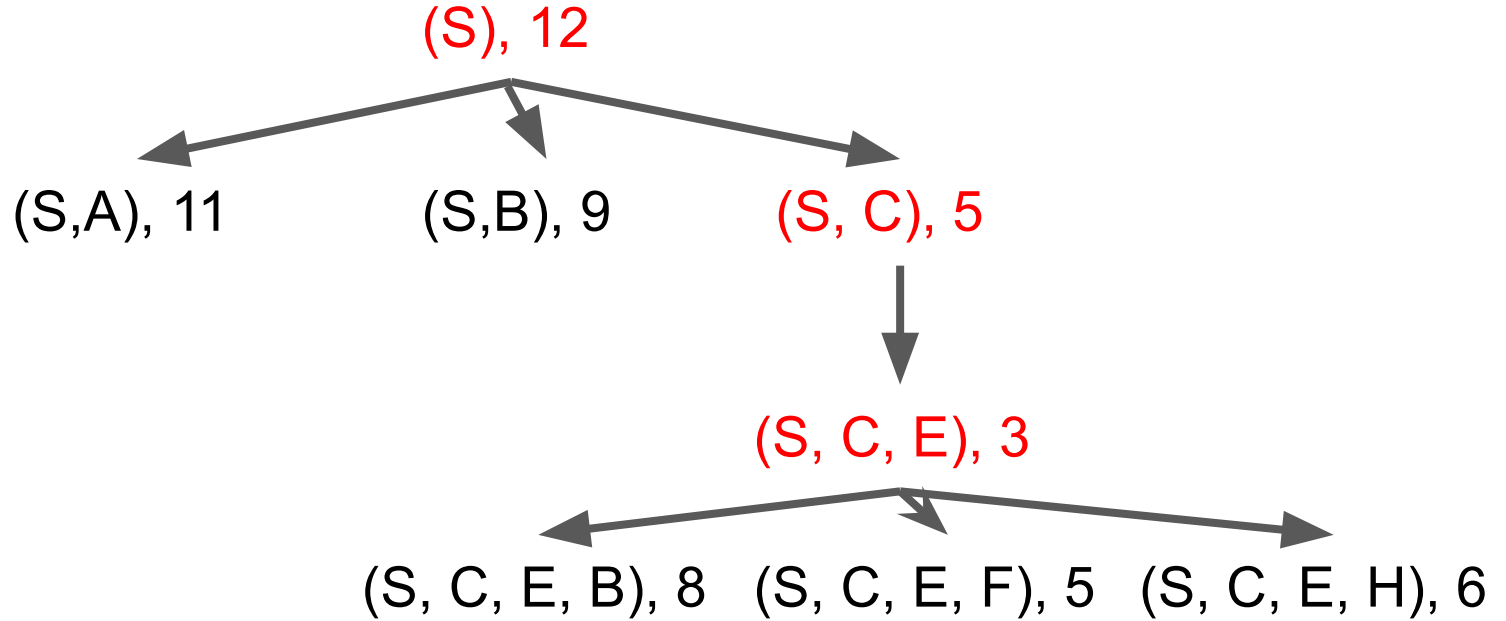 (S), 12
(S,A), 11 (S,B), 9 (S, C), 5
(S, C, E), 3
(S, C, E, B), 8 (S, C, E, F), 5 (S, C, E, H), 6